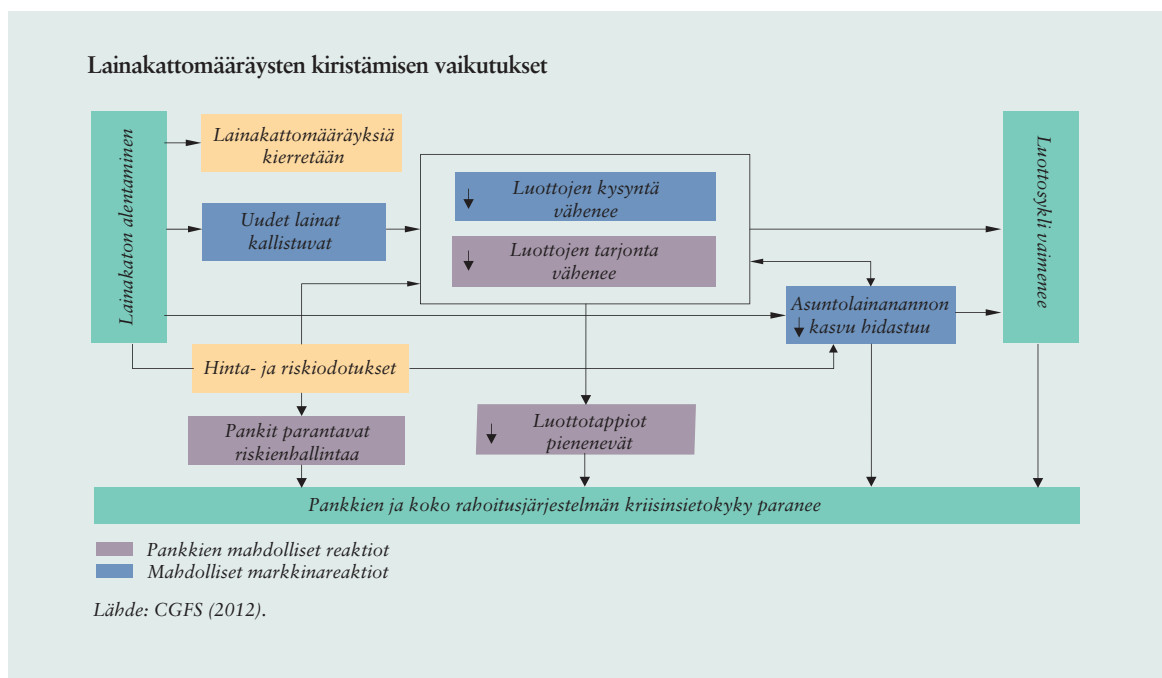 Lainakattomääräysten kiristämisen vaikutukset
Lainakaton alentaminen
Lainakattomääräyksiä
kierretään
Uudet lainat
kallistuvat
Luottojen kysyntä
vähenee
Luottojen tarjonta
vähenee
Asuntolainanannon
kasvu hidastuu
Luottosykli vaimenee
Hinta- ja riskiodotukset
Pankit parantavat
riskienhallintaa
Luottotappiot
pienenevät
Pankkien ja koko rahoitusjärjestelmän kriisinsietokyky paranee
Pankkien mahdolliset reaktiot
Mahdolliset markkinareaktiot
Lähde: CGFS (2012).